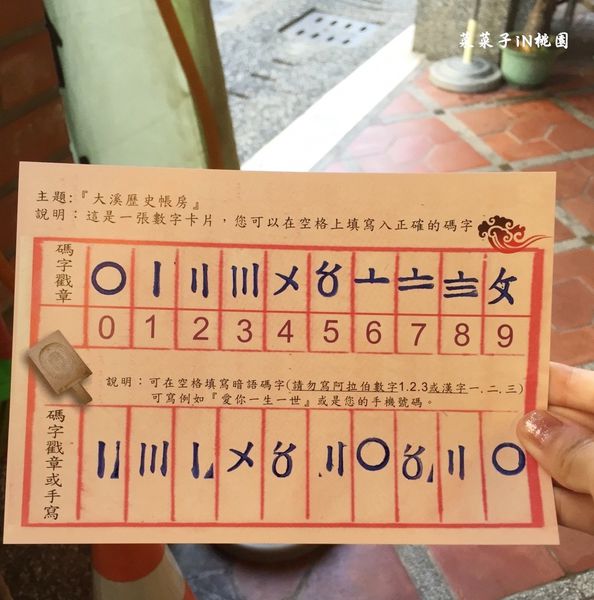 菜菜子iN桃園
主題:『大溪歷史帳房』
說明：這是一張數字卡片，您可以在空格上填寫入正確的碼字
碼字戳章 〇 〡 〢 〣 〤 〥 〦 〧 〨 〩
0 1 2 3 4 5 6 7 8 9
說明：可在空格填寫暗語碼字(請勿寫阿拉伯數字1.2.3或漢字一.二.三)
可寫例如『愛你一生一世』或是您的手機號碼。
碼字戳章或手寫 〢 〣 〢 〤 〥 〢 〇 〥 〢 〇